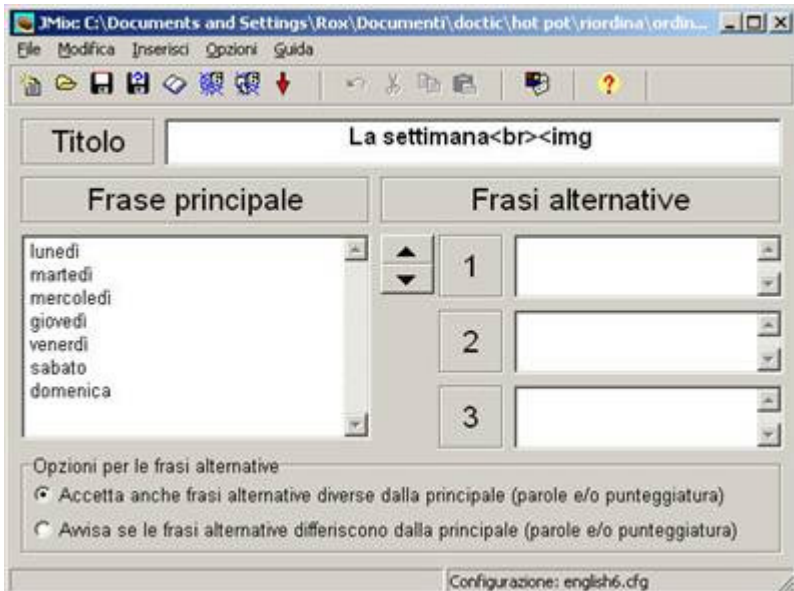 JMix: C:\Documents and Settings\Rox\Documenti\doctic\hot pot\riordina\ordin...
File Modifica Inserisci Opzioni Guida
Titolo
La settimana<br><img
Frase principale
Frasi alternative
lunedì
martedì
mercoledì
giovedì
venerdì
sabato
domenica
1
2
3
Opzioni per le frasi alternative
Accetta anche frasi alternative diverse dalla principale (parole e/o punteggiatura)
Avvisa se le frasi alternative differiscono dalla principale (parole e/o punteggiatura)
Configurazione: english6.cfg